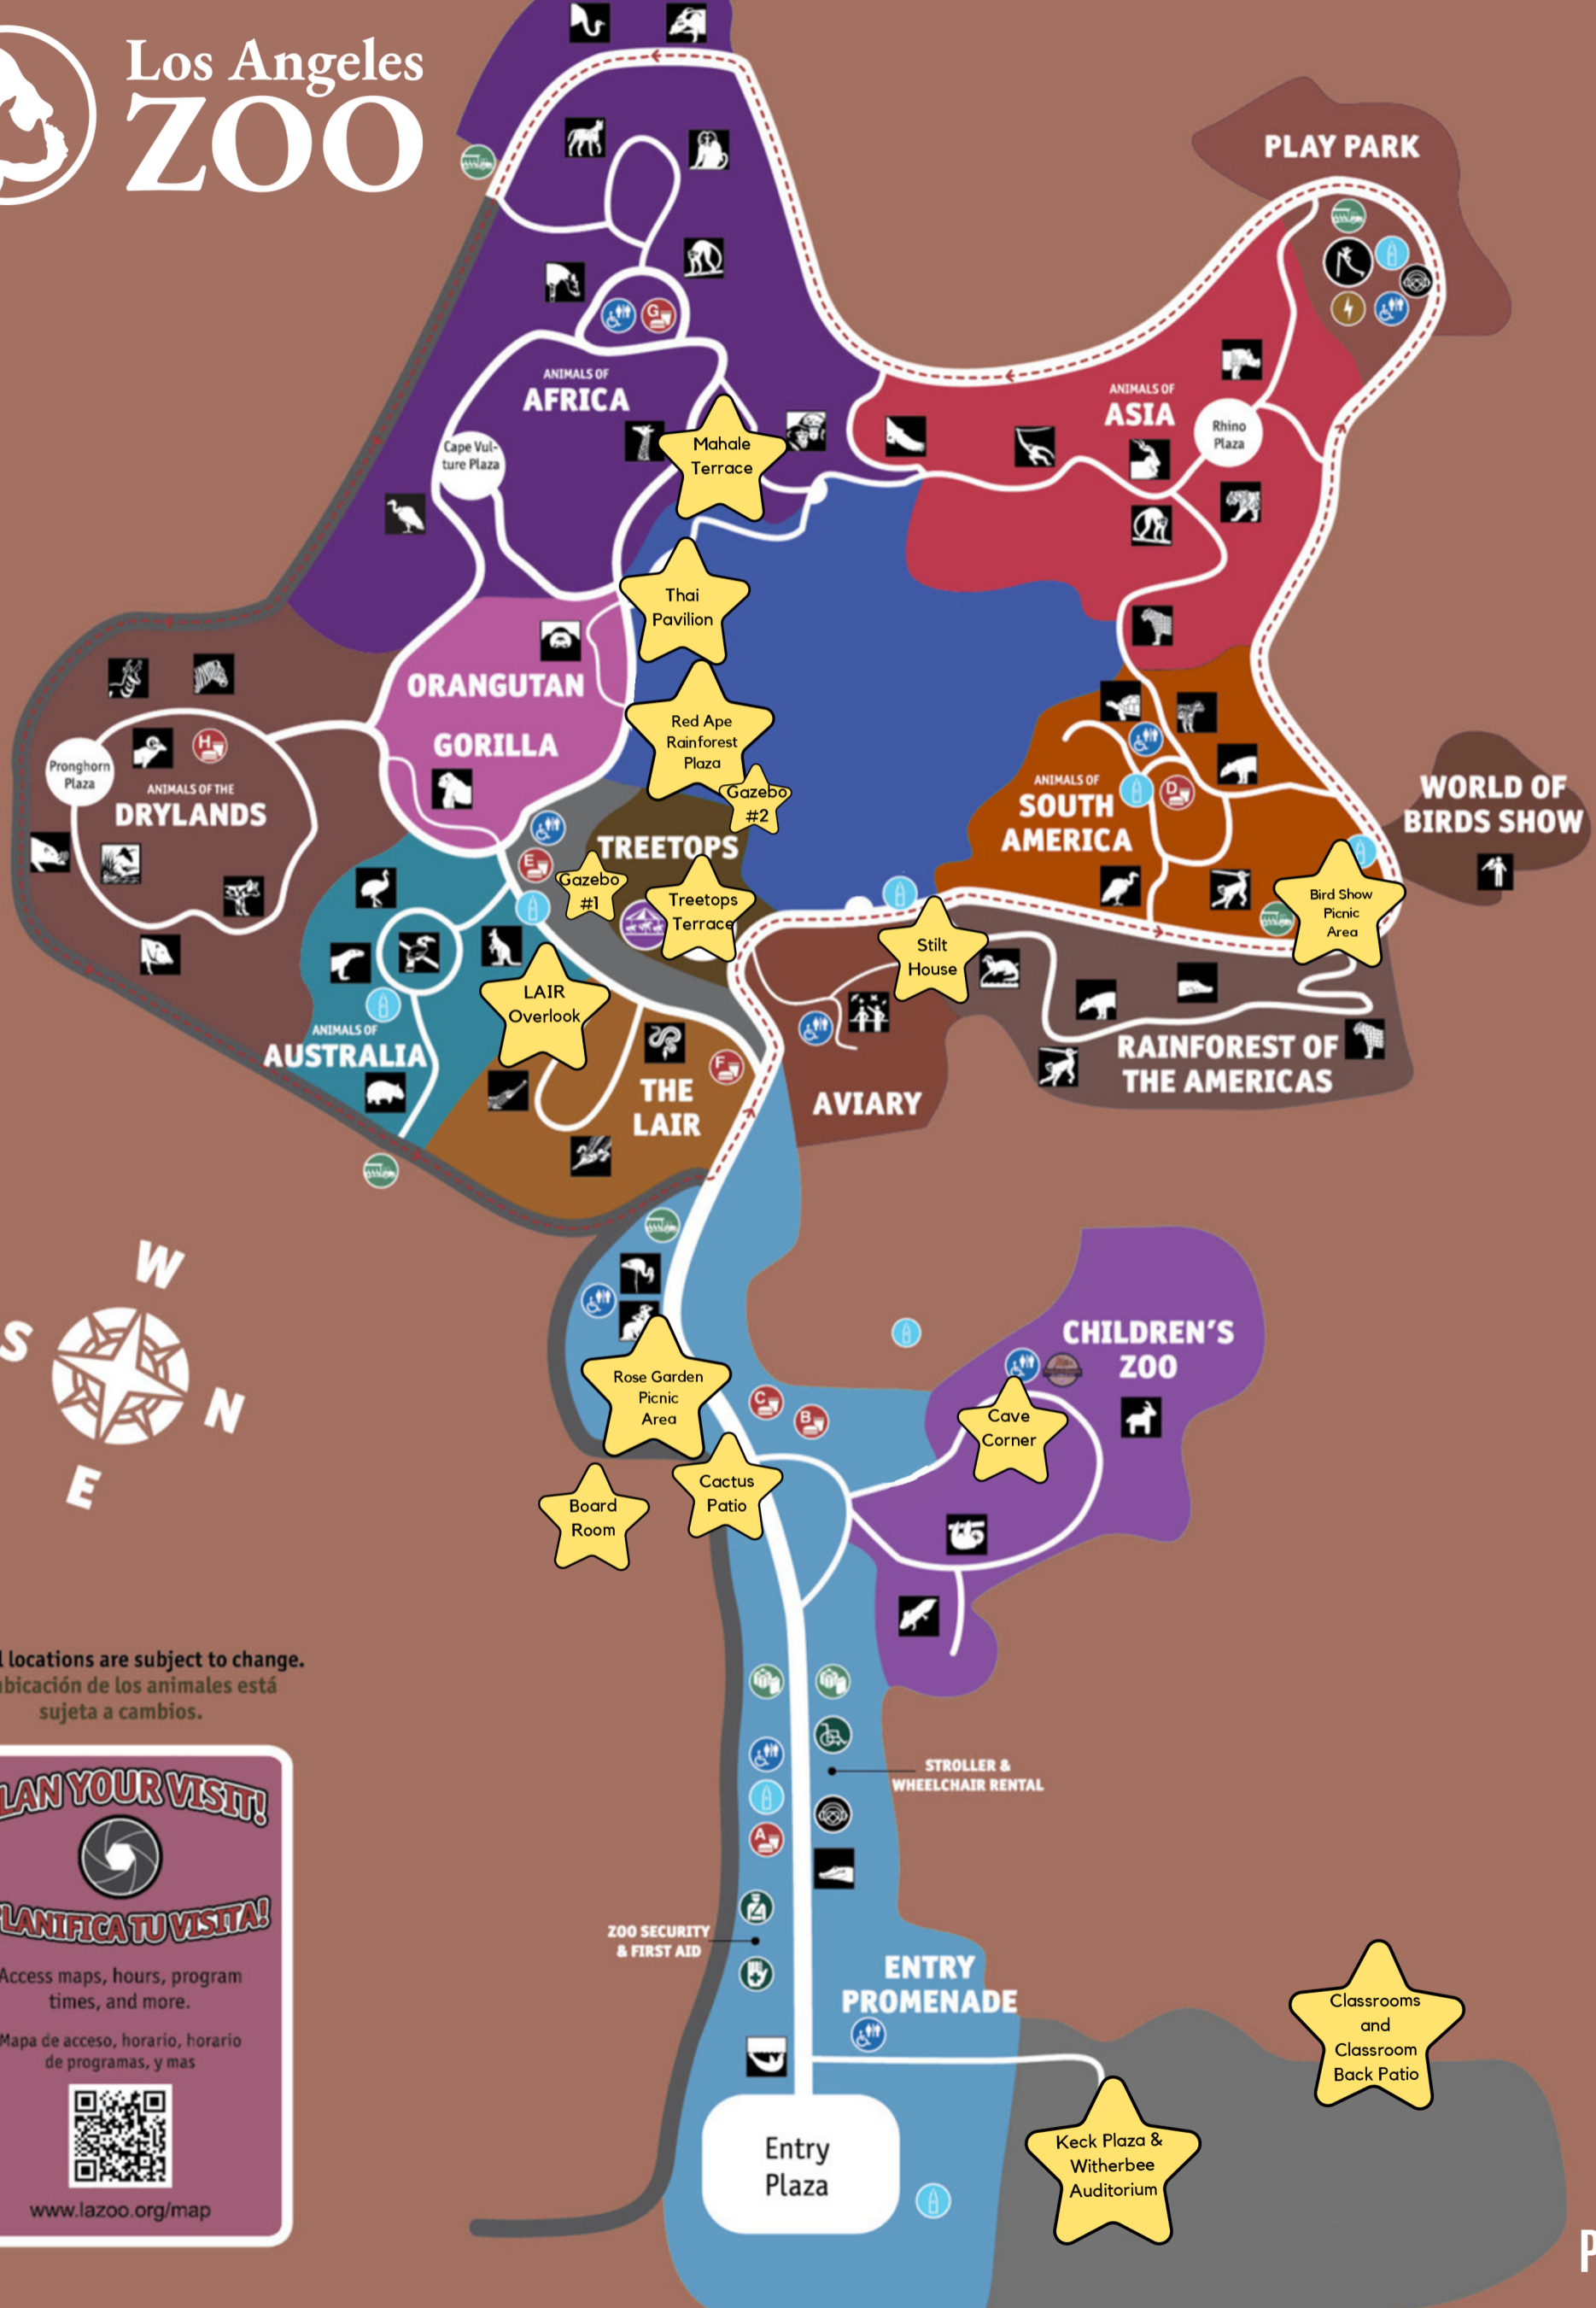 Los Angeles
ZOO
PLAY PARK
ANIMALS OF
AFRICA
Cape Vul-
ture Plaza
Mahale
Terrace
ANIMALS OF
ASIA
Rhino
Plaza
G
Thai
Pavilion
ORANGUTAN
GORILLA
Red Ape
Rainforest
Plaza
Gazebo
#2
Pronghorn
Plaza
H
ANIMALS OF THE
DRYLANDS
ANIMALS OF
SOUTH
AMERICA
D
WORLD OF
BIRDS SHOW
TREETOPS
E
Gazebo
#1
Treetops
Terrace
Bird Show
Picnic
Area
Stilt
House
LAIR
Overlook
ANIMALS OF
AUSTRALIA
THE
LAIR
F
AVIARY
RAINFOREST OF
THE AMERICAS
W
S
N
E
CHILDREN'S
ZOO
Rose Garden
Picnic
Area
C
B
Cave
Corner
Cactus
Patio
Board
Room
locations are subject to change.
ubicación de los animales está
sujeta a cambios.
STROLLER &
WHEELCHAIR RENTAL
A
ZOO SECURITY
& FIRST AID
ENTRY
PROMENADE
Entry
Plaza
Classrooms
and
Classroom
Back Patio
Keck Plaza &
Witherbee
Auditorium
PLAN YOUR VISIT!
PLANIFICA TU VISITA!
Access maps, hours, program
times, and more.
Mapa de acceso, horario, horario
de programas, y mas
www.lazoo.org/map
P